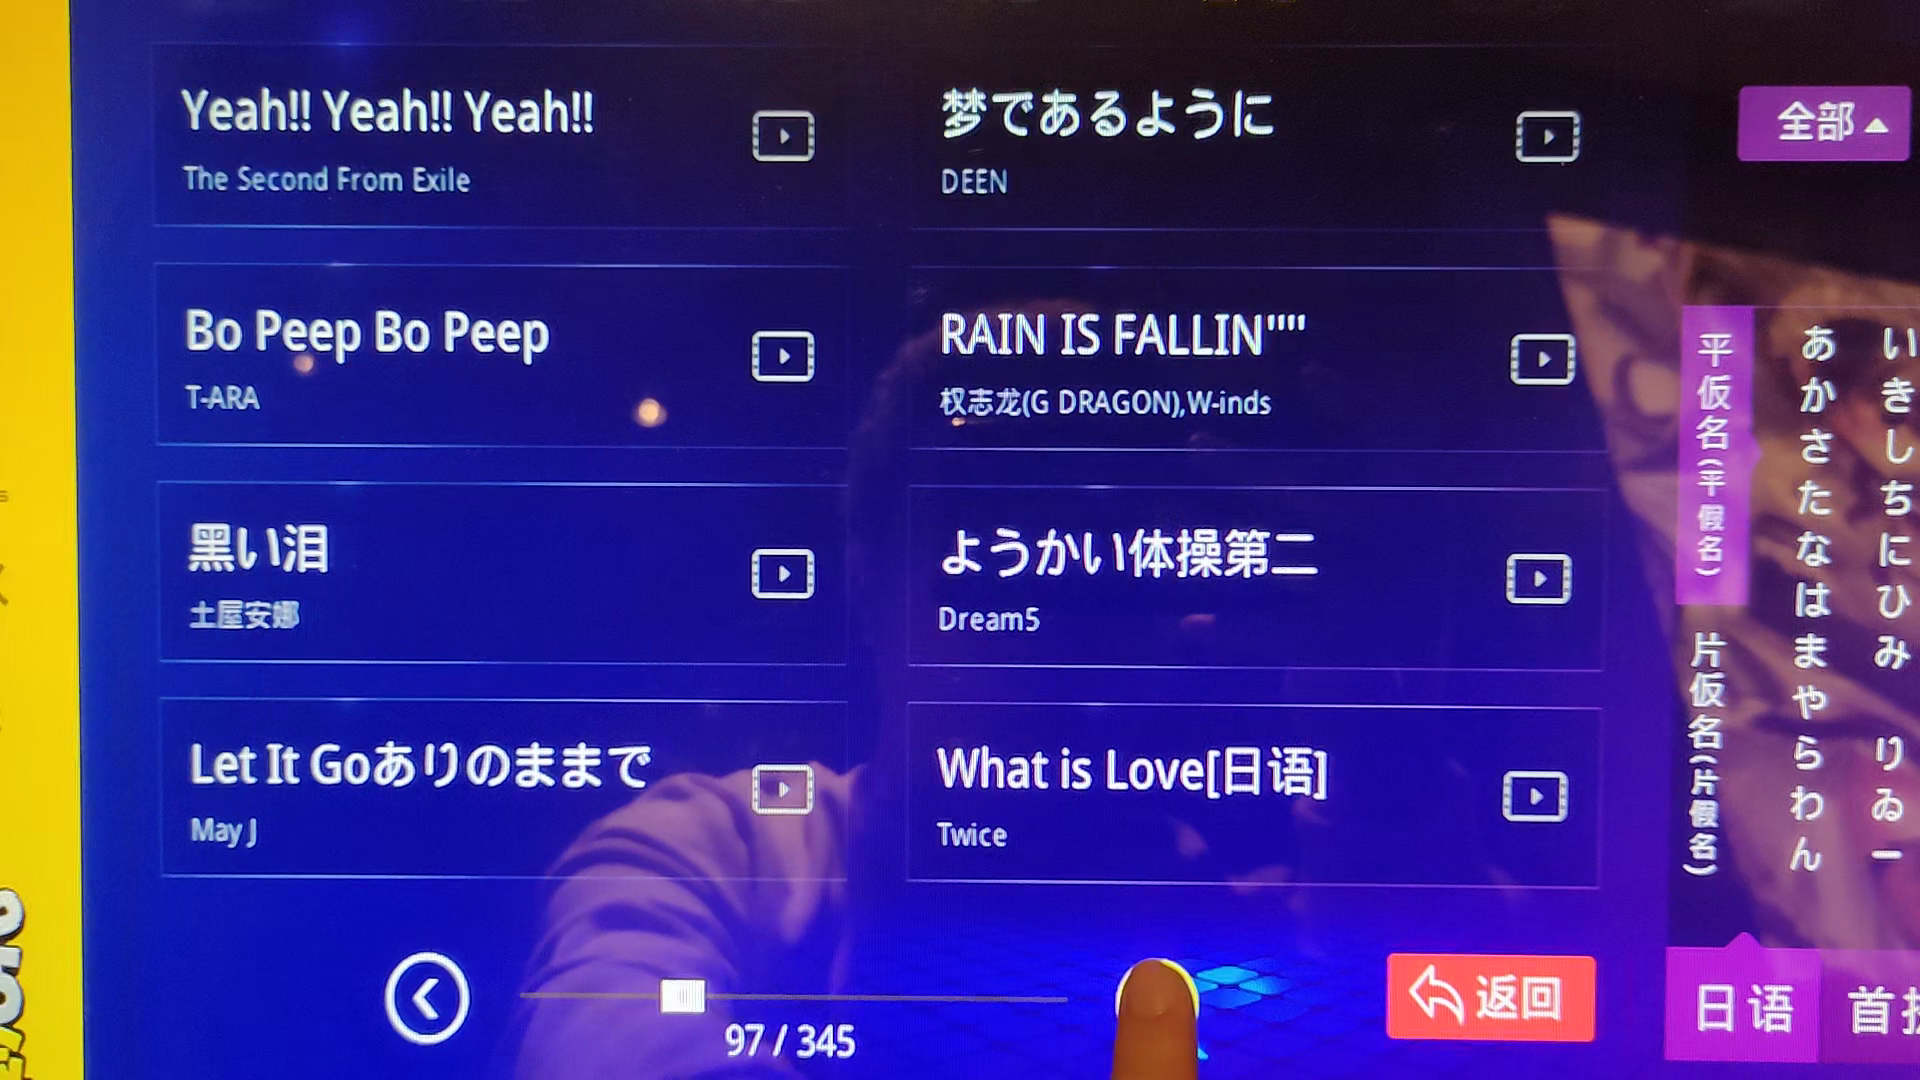 Yeah!! Yeah!! Yeah!!
The Second From Exile
梦であるように
DEEN
Bo Peep Bo Peep
T-ARA
RAIN IS FALLIN""
权志龙(G DRAGON),W-inds
黑い泪
土屋安娜
ようかい体操第二
Dream5
Let It Goありのままで
May J
What is Love[日语]
Twice
97 / 345
返回
全部
平仮名(平假名)
片仮名(片假名)
あかさたなはまやらわん
いきしちにひみ りゐー
日语
首